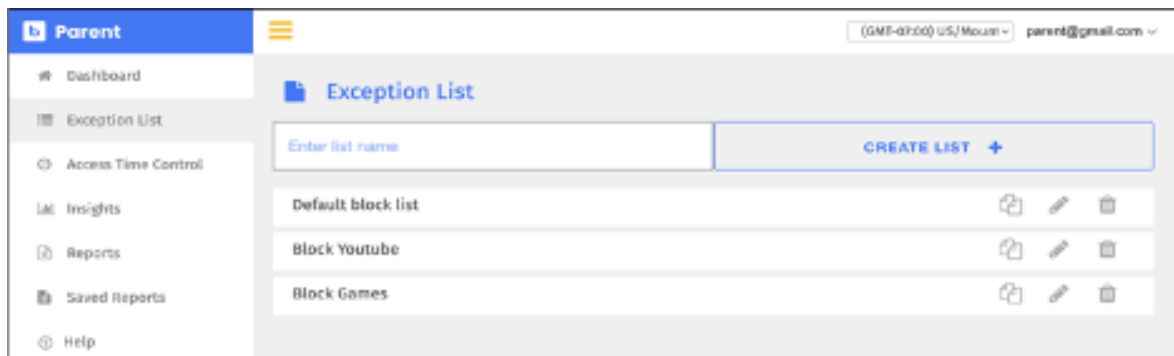 b Parent
(GMT-07:00) US/Mount
parent@gmail.com
Dashboard
Exception List
Access Time Control
Insights
Reports
Saved Reports
Help
Exception List
Enter list name
CREATE LIST +
Default block list
Block Youtube
Block Games